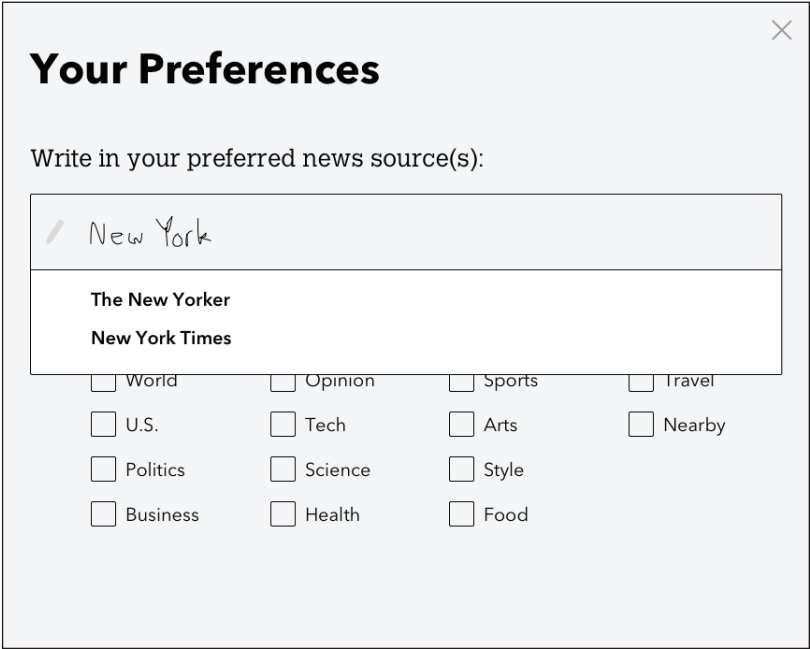 Your Preferences
Write in your preferred news source(s):
New York
The New Yorker
New York Times
World Opinion Sports Travel
U.S. Tech Arts Nearby
Politics Science Style
Business Health Food